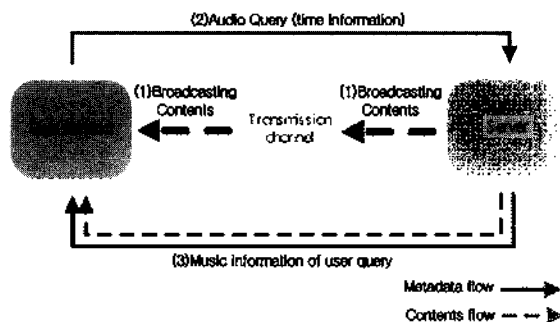 (2)Audio Query (time Information)
(1)Broadcasting
Contents
(1)Broadcasting
Contents
Transmission
channel
(3)Music information of user query
Metadata flow
Contents flow